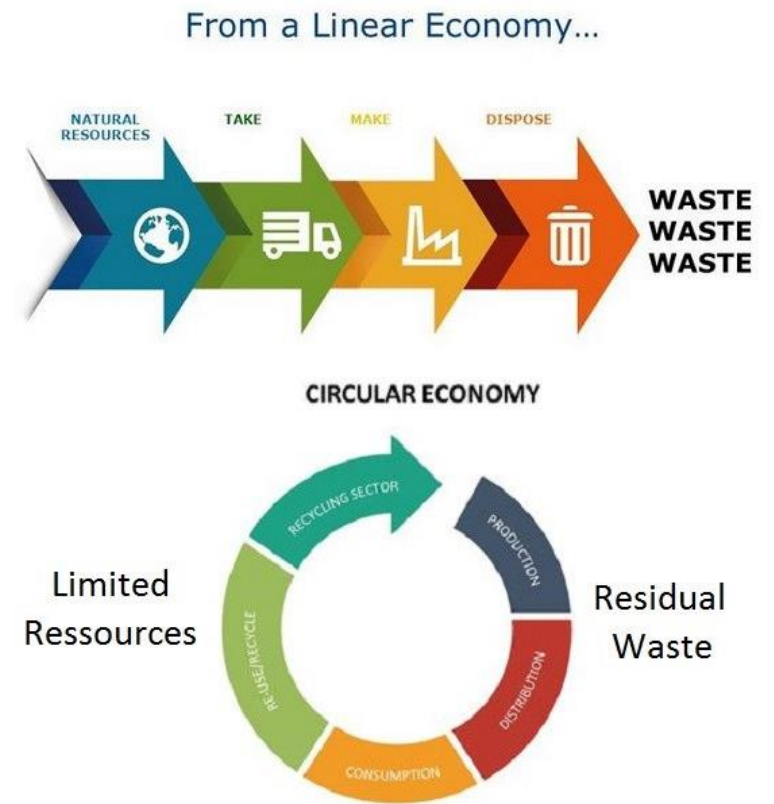 From a Linear Economy...
NATURAL
RESOURCES
TAKE
MAKE
DISPOSE
WASTE
WASTE
WASTE
CIRCULAR ECONOMY
RECYCLING SECTOR
PRODUCTION
Limited
Ressources
Residual
Waste
RE-USE/RECYCLE
DISTRIBUTION
CONSUMPTION